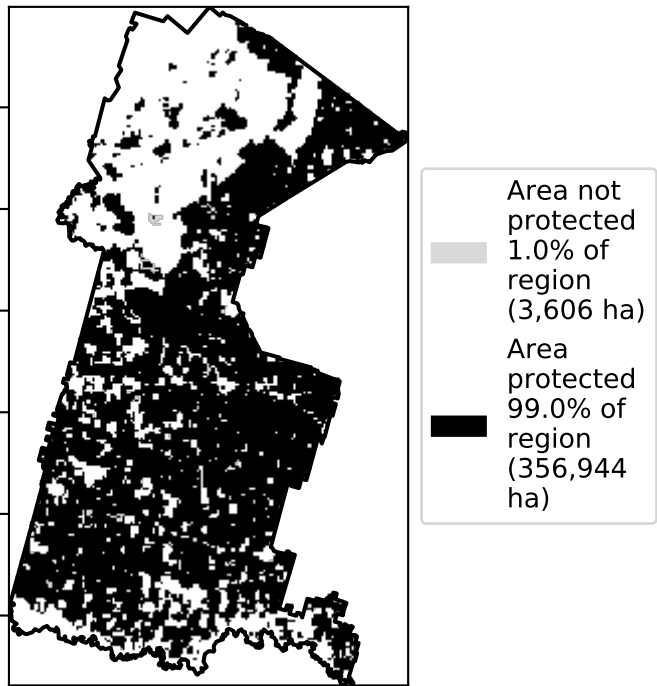 Area not
protected
1.0% of
region
(3,606 ha)
Area
protected
99.0% of
region
(356,944
ha)